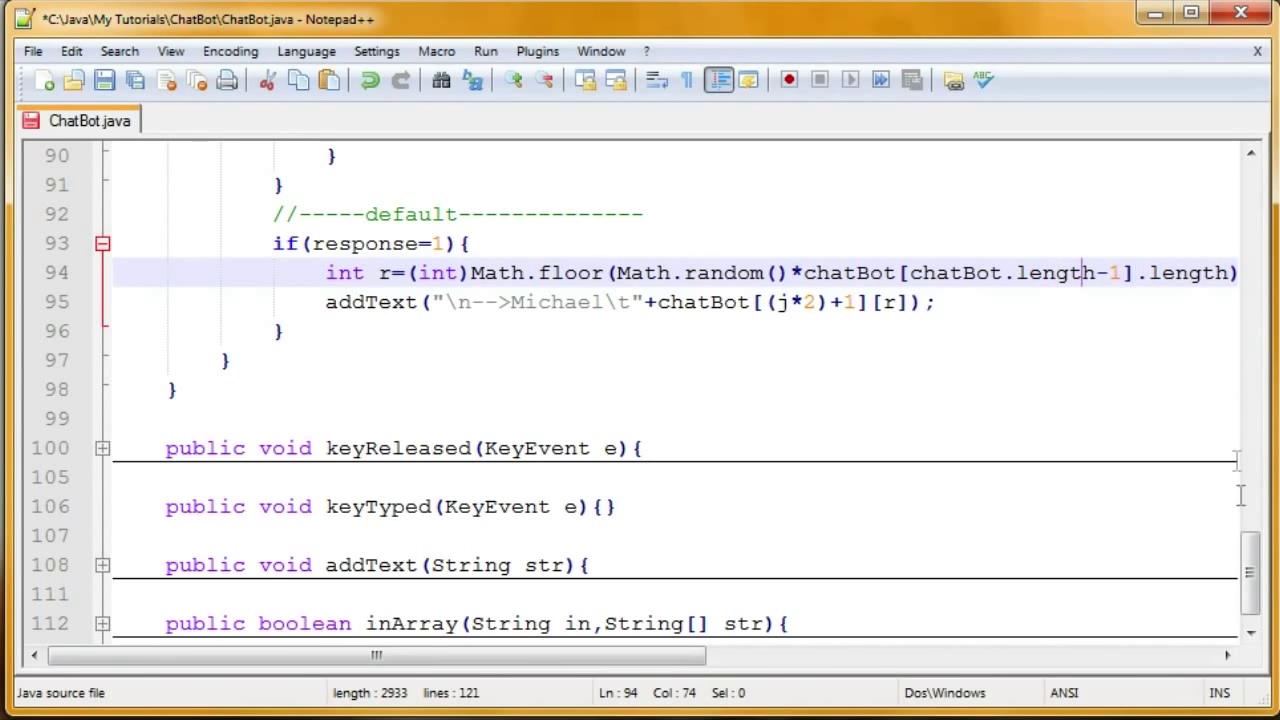 *C:\Java\My Tutorials\ChatBot\ChatBot.java - Notepad++
File Edit Search View Encoding Language Settings Macro Run Plugins Window ? X
ABC
ChatBot.java
90 }
91 }
92 //-----default--------------
93 if(response=1){
94 int r=(int)Math.floor(Math.random()*chatBot[chatBot.length-1].length)
95 addText("\n-->Michael\t"+chatBot[(j*2)+1][r]);
96 }
97 }
98 }
99
100 public void keyReleased(KeyEvent e){
105
106 public void keyTyped(KeyEvent e){}
107
108 public void addText(String str){
111
112 public boolean inArray(String in,String[] str){
Java source file length : 2933 lines : 121 Ln : 94 Col : 74 Sel : 0 Dos\Windows ANSI INS